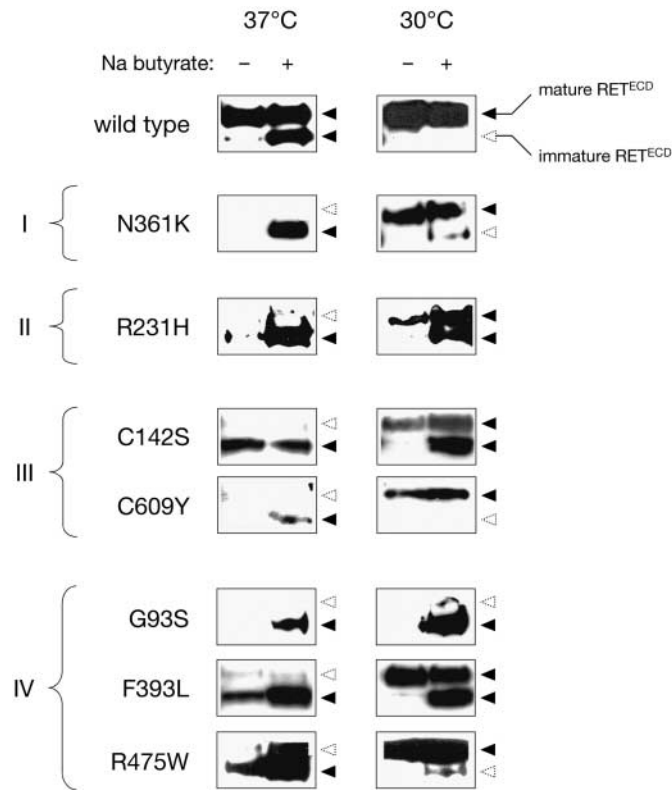 37°C 30°C
Na butyrate: – + – +
mature RET^ECD
wild type
immature RET^ECD
I N361K
II R231H
C142S
III
C609Y
G93S
IV F393L
R475W